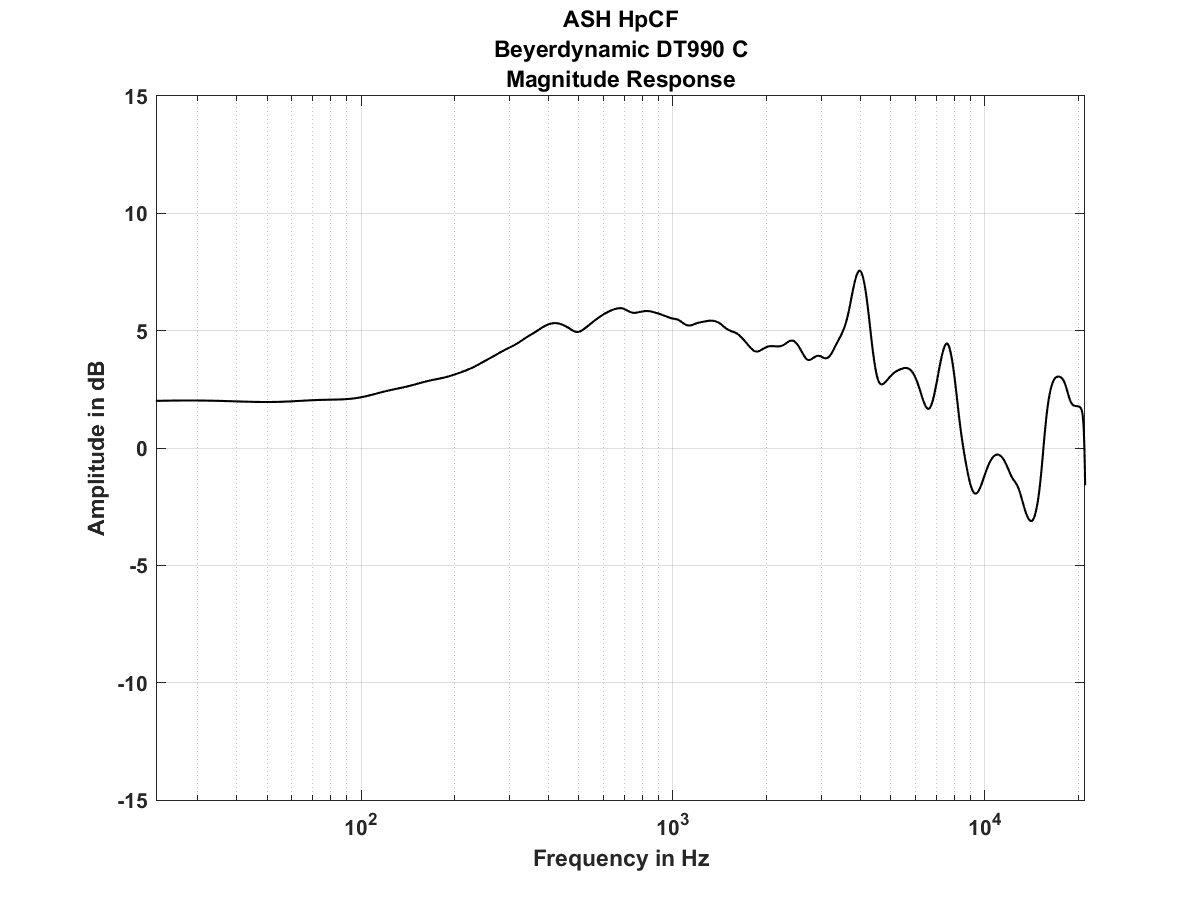 ASH HpCF
Beyerdynamic DT990 C
Magnitude Response
15
10
5
0
-5
-10
-15
Amplitude in dB
10²
10³
10⁴
Frequency in Hz